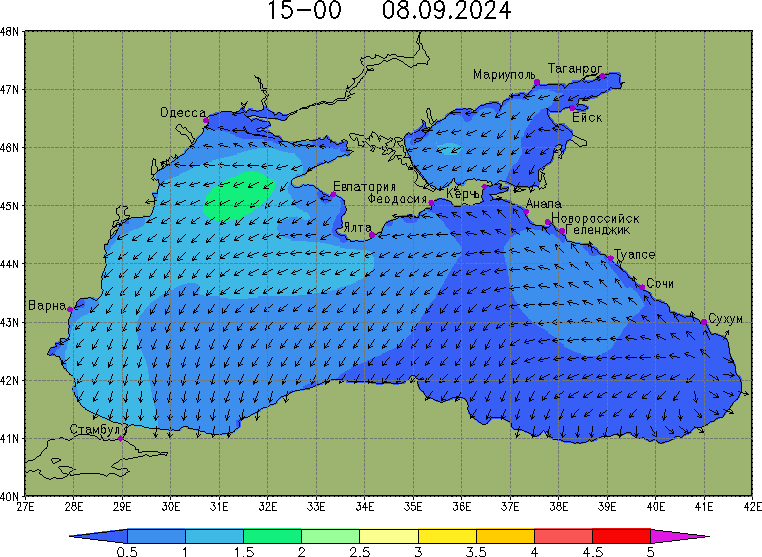 15-00 08.09.2024
48N
47N
46N
45N
44N
43N
42N
41N
40N
Таганрог
Мариуполь
Ейск
Одесса
Евпатория
Керчь
Феодосия
Анапа
Новороссийск
Ялта
Геленджик
Туапсе
Сочи
Варна
Сухум
Стамбул
27E 28E 29E 30E 31E 32E 33E 34E 35E 36E 37E 38E 39E 40E 41E 42E
0.5 1 1.5 2 2.5 3 3.5 4 4.5 5